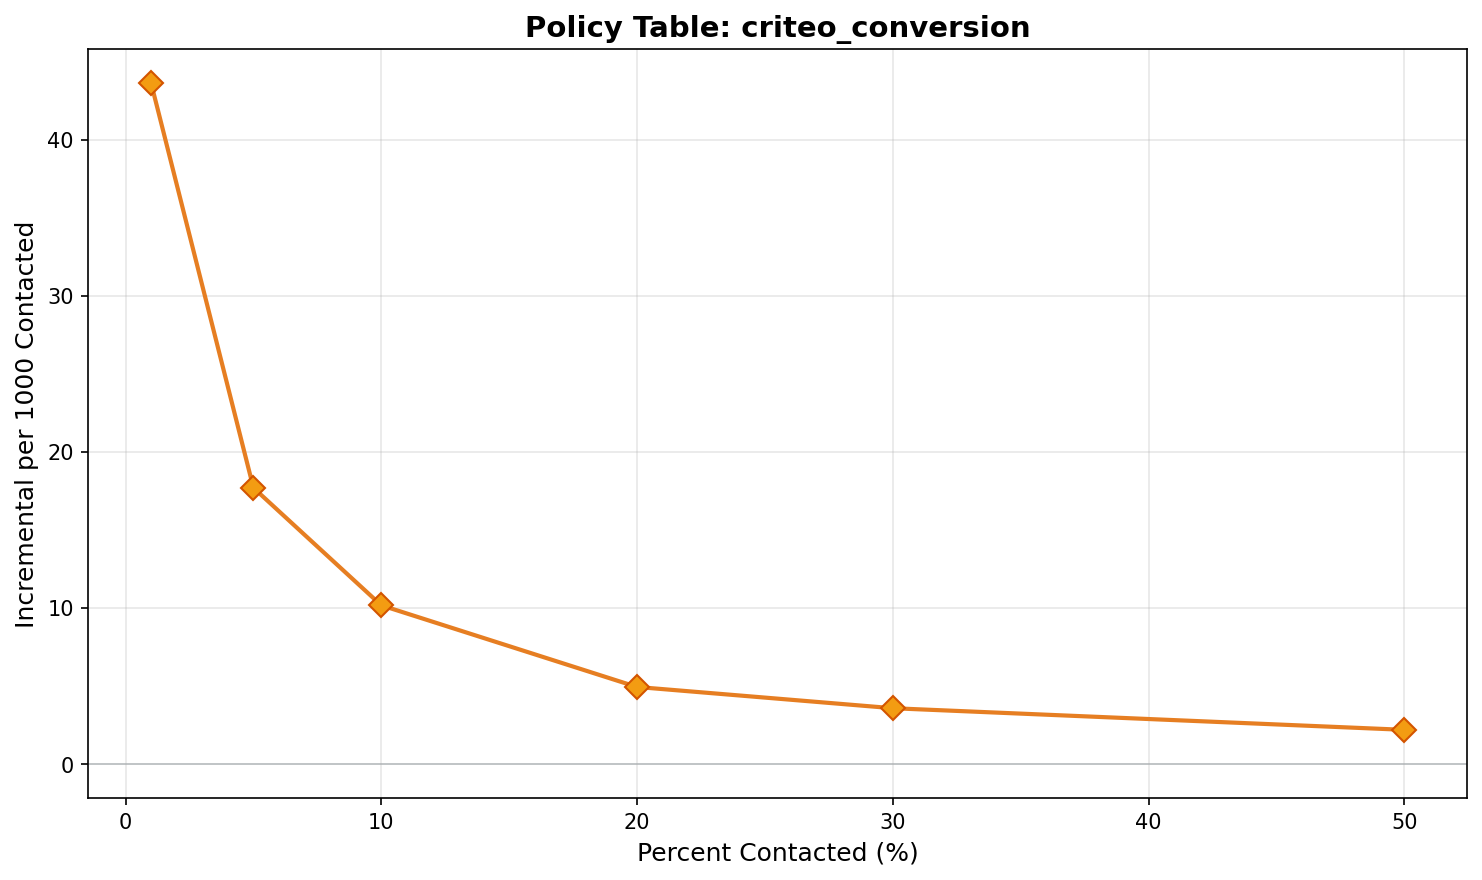 Policy Table: criteo_conversion
Incremental per 1000 Contacted
40
30
20
10
0
0 10 20 30 40 50
Percent Contacted (%)